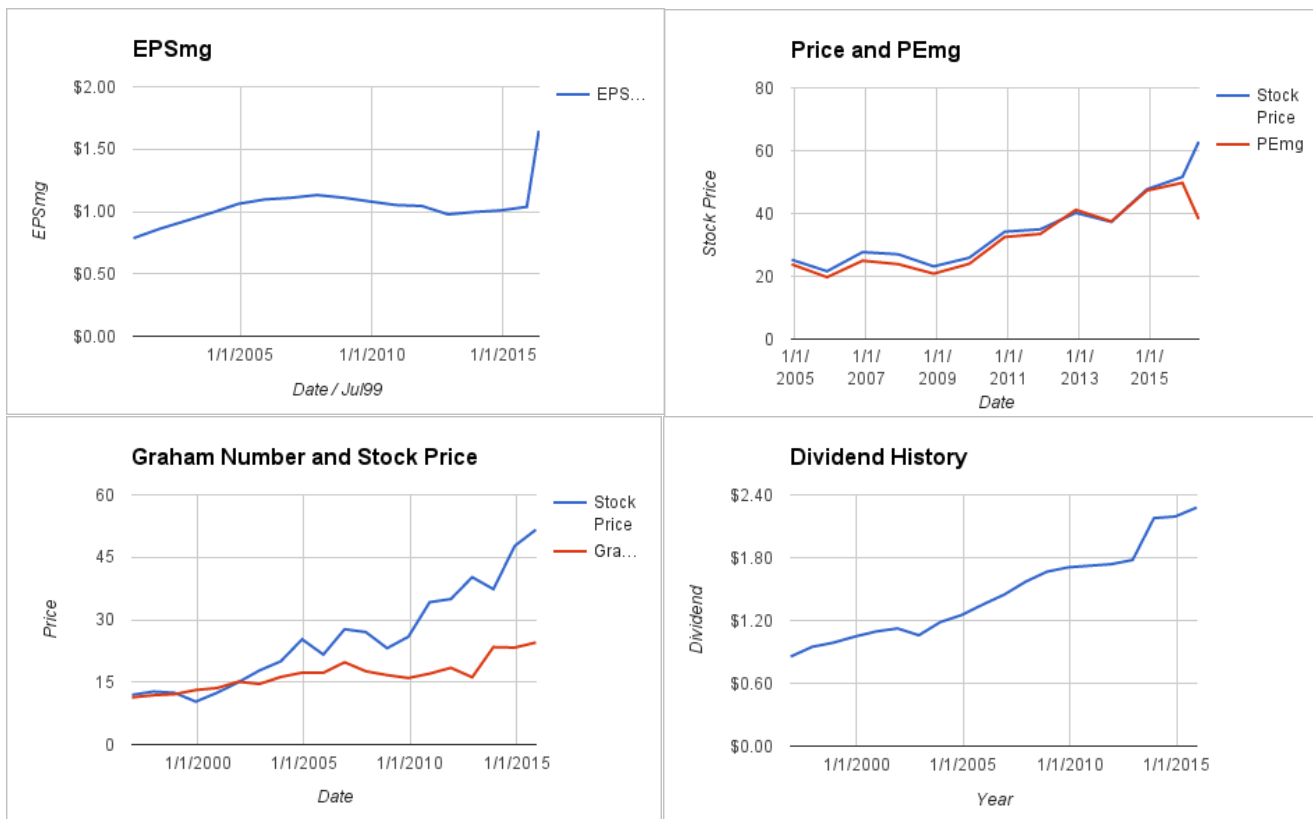 EPSmg
$2.00
$1.50
$1.00
$0.50
$0.00
EPSmg
EPS...
1/1/2005
1/1/2010
1/1/2015
Date / Jul99
Price and PEmg
80
60
40
20
0
Stock Price
Stock
Price
PEmg
1/1/
2005
1/1/
2007
1/1/
2009
1/1/
2011
1/1/
2013
1/1/
2015
Date
Graham Number and Stock Price
60
45
30
15
0
Price
Stock
Price
Gra...
1/1/2000
1/1/2005
1/1/2010
1/1/2015
Date
Dividend History
$2.40
$1.80
$1.20
$0.60
$0.00
Dividend
1/1/2000
1/1/2005
1/1/2010
1/1/2015
Year